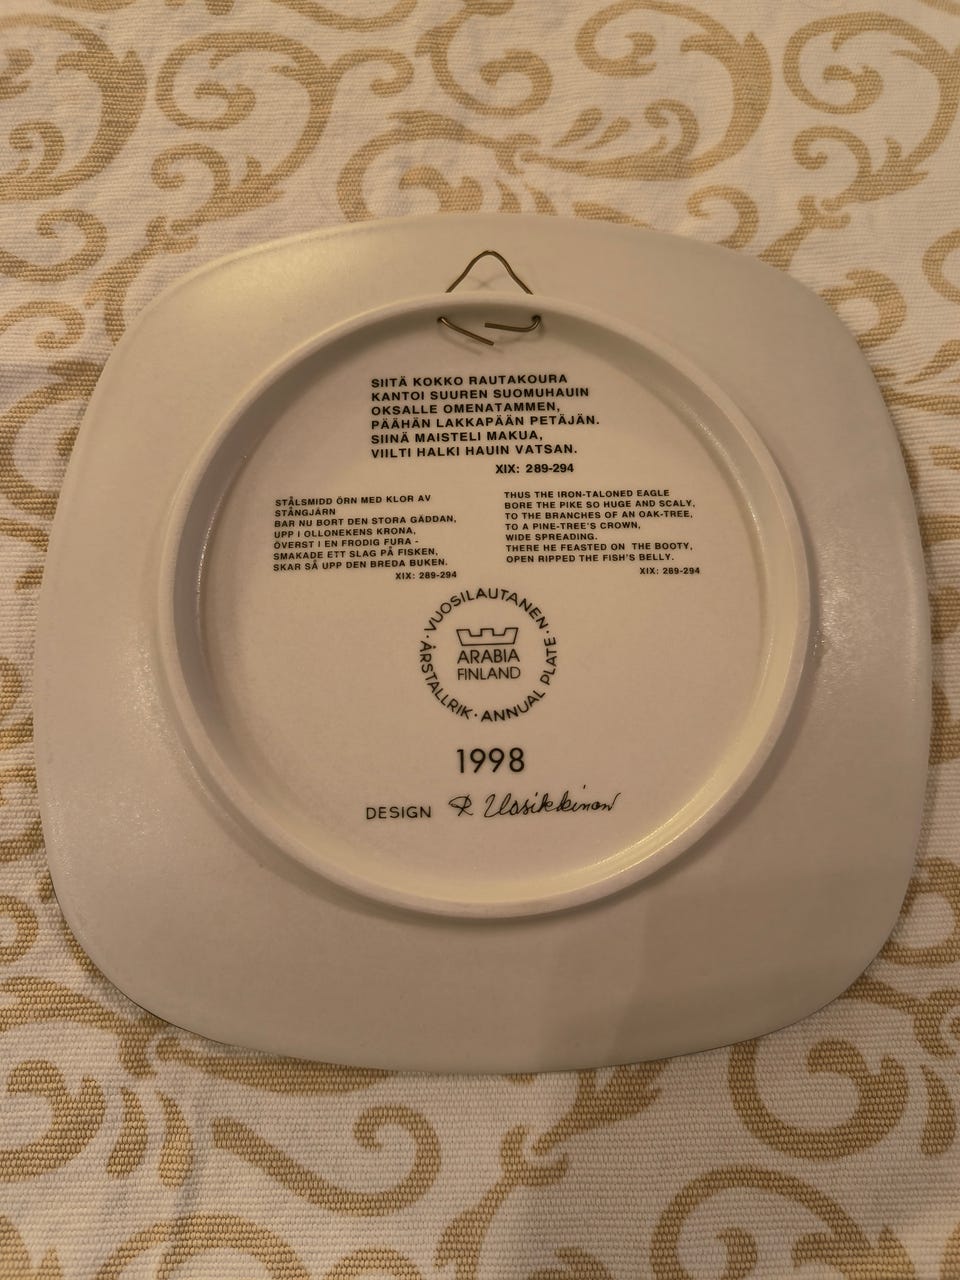 SIITÄ KOKKO RAUTAKOURA
KANTOI SUUREN SUOMUHAUIN
OKSALLE OMENATAMMEN,
PÄÄHÄN LAKKAPÄÄN PETÄJÄN.
SIINÄ MAISTELI MAKUA,
VIILTI HALKI HAUIN VATSAN.
XIX: 289-294
STÅLSMIDD ÖRN MED KLOR AV
STÅNGJÄRN
BAR NU BORT DEN STORA GÄDDAN,
UPP I OLLONEKENS KRONA,
ÖVERST I EN FRODIG FURA -
SMAKADE ETT SLAG PÅ FISKEN,
SKAR SÅ UPP DEN BREDA BUKEN.
XIX: 289-294
THUS THE IRON-TALONED EAGLE
BORE THE PIKE SO HUGE AND SCALY,
TO THE BRANCHES OF AN OAK-TREE,
TO A PINE-TREE'S CROWN,
WIDE SPREADING.
THERE HE FEASTED ON THE BOOTY,
OPEN RIPPED THE FISH'S BELLY.
XIX: 289-294
· VUOSILAUTANEN · ANNUAL PLATE · ÅRSTALLRIK
ARABIA
FINLAND
1998
DESIGN R Uosikkinen